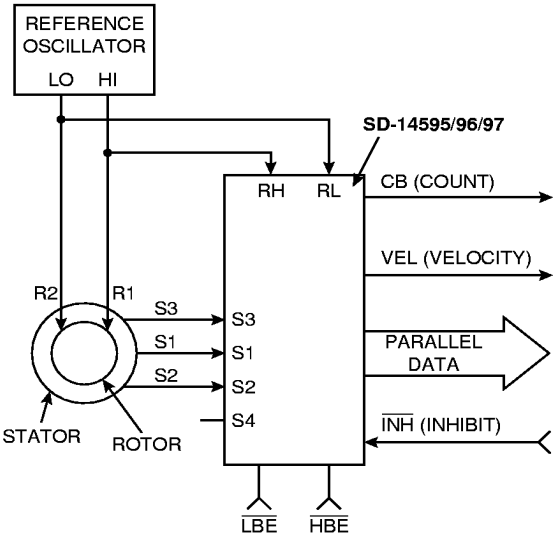 REFERENCE
OSCILLATOR
LO HI
SD-14595/96/97
RH RL
CB (COUNT)
VEL (VELOCITY)
R2 R1
S3 S3
S1 S1
S2 S2
S4
PARALLEL
DATA
INH (INHIBIT)
STATOR
ROTOR
LBE HBE